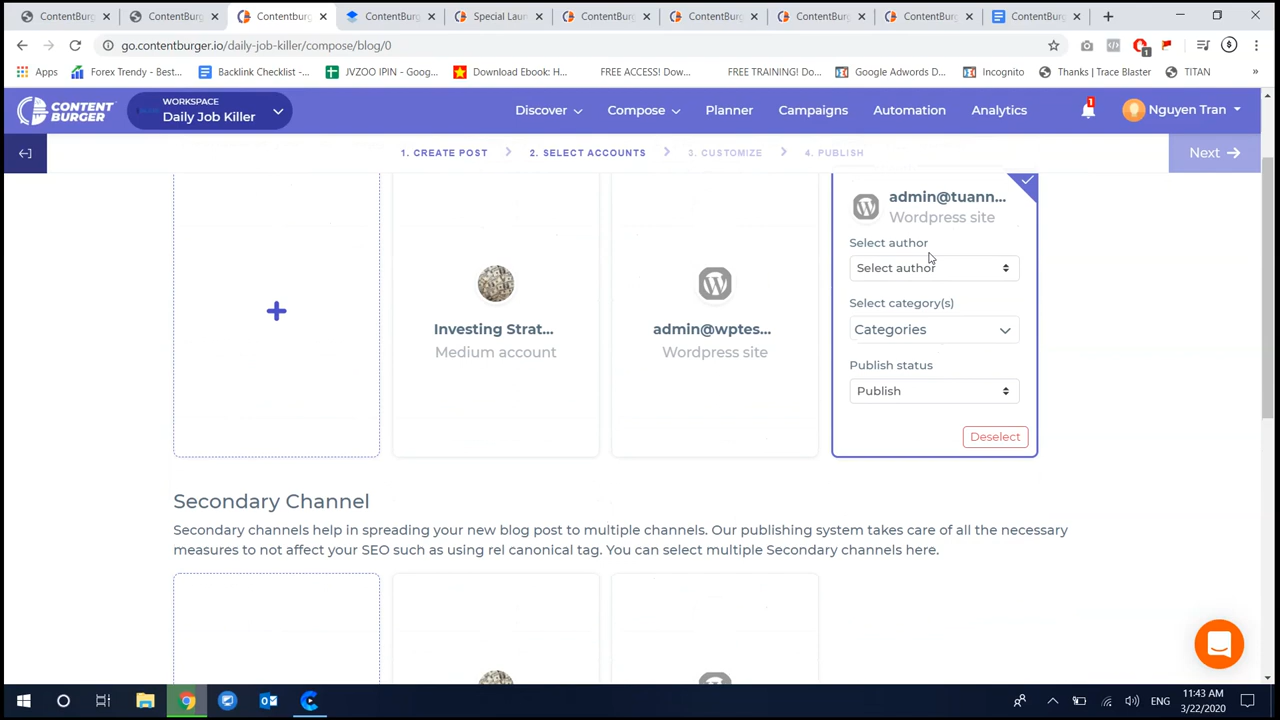 ContentBurg
ContentBurg
Contentburg
ContentBurg
Special Laun
ContentBurg
ContentBurg
ContentBurg
ContentBurg
ContentBurg
go.contentburger.io/daily-job-killer/compose/blog/0
Apps
Forex Trendy - Best...
Backlink Checklist -...
JVZOO IPIN - Goog...
Download Ebook: H...
FREE ACCESS! Dow...
FREE TRAINING! Do...
Google Adwords D...
Incognito
Thanks | Trace Blaster
TITAN
CONTENT
BURGER
WORKSPACE
Daily Job Killer
Discover
Compose
Planner
Campaigns
Automation
Analytics
1
Nguyen Tran
1. CREATE POST
2. SELECT ACCOUNTS
3. CUSTOMIZE
4. PUBLISH
Next
Investing Strat...
Medium account
admin@wptes...
Wordpress site
admin@tuann...
Wordpress site
Select author
Select author
Select category(s)
Categories
Publish status
Publish
Deselect
Secondary Channel
Secondary channels help in spreading your new blog post to multiple channels. Our publishing system takes care of all the necessary
measures to not affect your SEO such as using rel canonical tag. You can select multiple Secondary channels here.
ENG
11:43 AM
3/22/2020